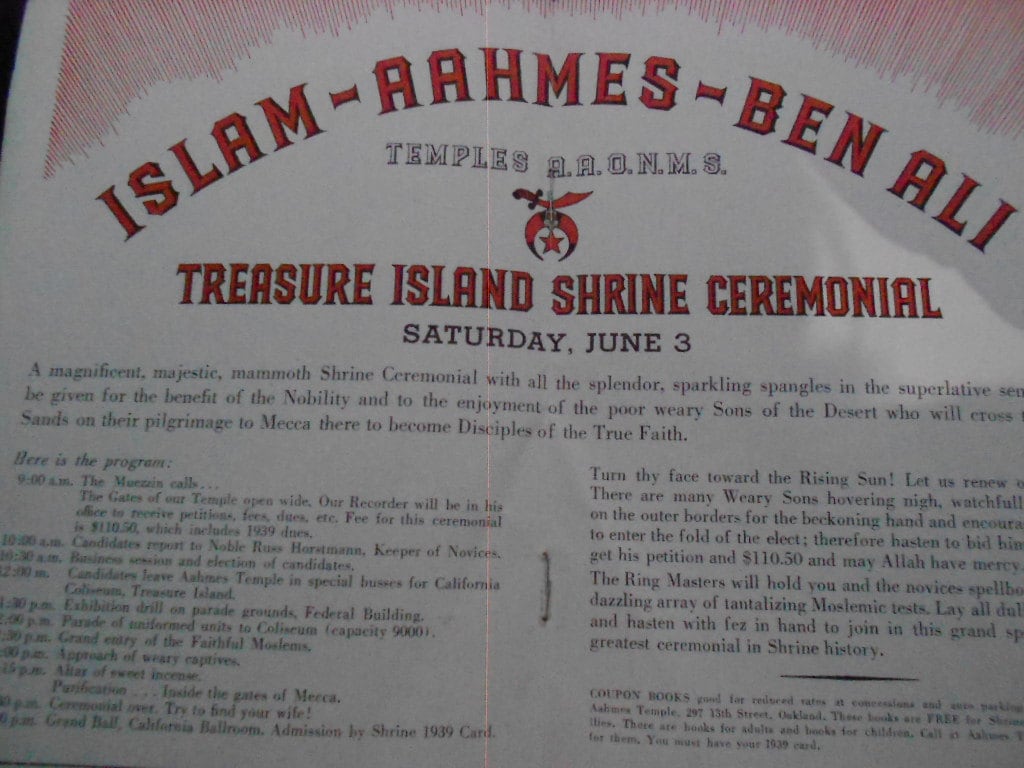 ISLAM - AAHMES - BEN ALI
TEMPLES A.A.O.N.M.S.
TREASURE ISLAND SHRINE CEREMONIAL
SATURDAY, JUNE 3
A magnificent, majestic, mammoth Shrine Ceremonial with all the splendor, sparkling spangles in the superlative
be given for the benefit of the Nobility and to the enjoyment of the poor weary Sons of the Desert who will cross
Sands on their pilgrimage to Mecca there to become Disciples of the True Faith.
Here is the program:
9:00 a.m. The Muezzin calls...
The Gates of our Temple open wide. Our Recorder will be in his
office to receive petitions, fees, dues, etc. Fee for this ceremonial
is $110.50, which includes 1939 dues.
10:00 a.m. Candidates report to Noble Russ Horstmann, Keeper of Novices.
10:30 a.m. Business session and election of candidates.
12:00 m. Candidates leave Aahmes Temple in special busses for California
Coliseum, Treasure Island.
1:30 p.m. Exhibition drill on parade grounds, Federal Building.
:00 p.m. Parade of uniformed units to Coliseum (capacity 9000).
:30 p.m. Grand entry of the Faithful Moslems.
:00 p.m. Approach of weary captives.
:15 p.m. Altar of sweet incense.
Purification . . . Inside the gates of Mecca.
p.m. Ceremonial over. Try to find your wife!
p.m. Grand Ball, California Ballroom. Admission by Shrine 1939 Card.
Turn thy face toward the Rising Sun! Let us renew
There are many Weary Sons hovering nigh,
on the outer borders for the beckoning hand and
to enter the fold of the elect; therefore hasten to bid him
get his petition and $110.50 and may Allah have mercy
The Ring Masters will hold you and the novices
dazzling array of tantalizing Moslemic tests. Lay all
and hasten with fez in hand to join in this grand
greatest ceremonial in Shrine history.
COUPON BOOKS good for reduced rates at concessions and auto parking
Aahmes Temple, 297 13th Street, Oakland. These books are FREE for
ilies. There are books for adults and books for children. Call at Aahmes
for them. You must have your 1939 card.